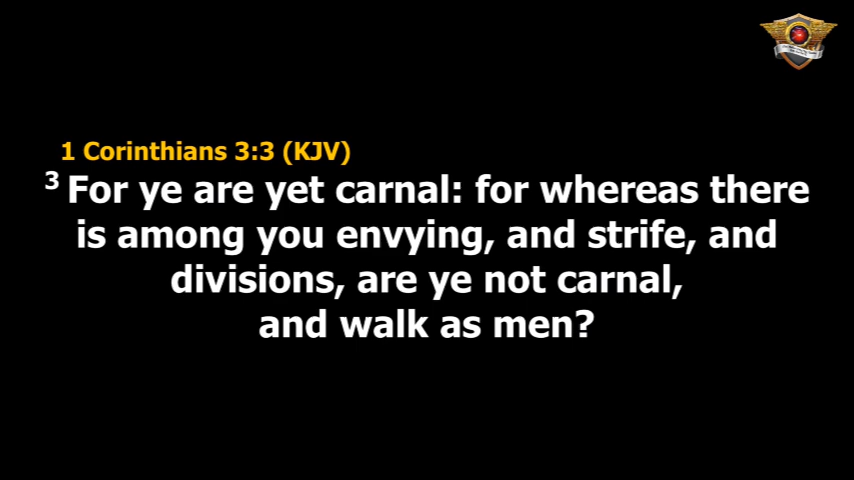 1 Corinthians 3:3 (KJV)
3 For ye are yet carnal: for whereas there
is among you envying, and strife, and
divisions, are ye not carnal,
and walk as men?